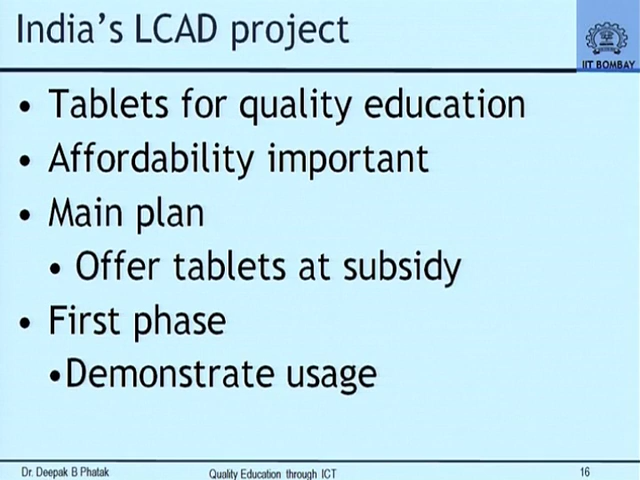 India's LCAD project
IIT BOMBAY
• Tablets for quality education
• Affordability important
• Main plan
• Offer tablets at subsidy
• First phase
•Demonstrate usage
Dr. Deepak B Phatak
Quality Education through ICT
16